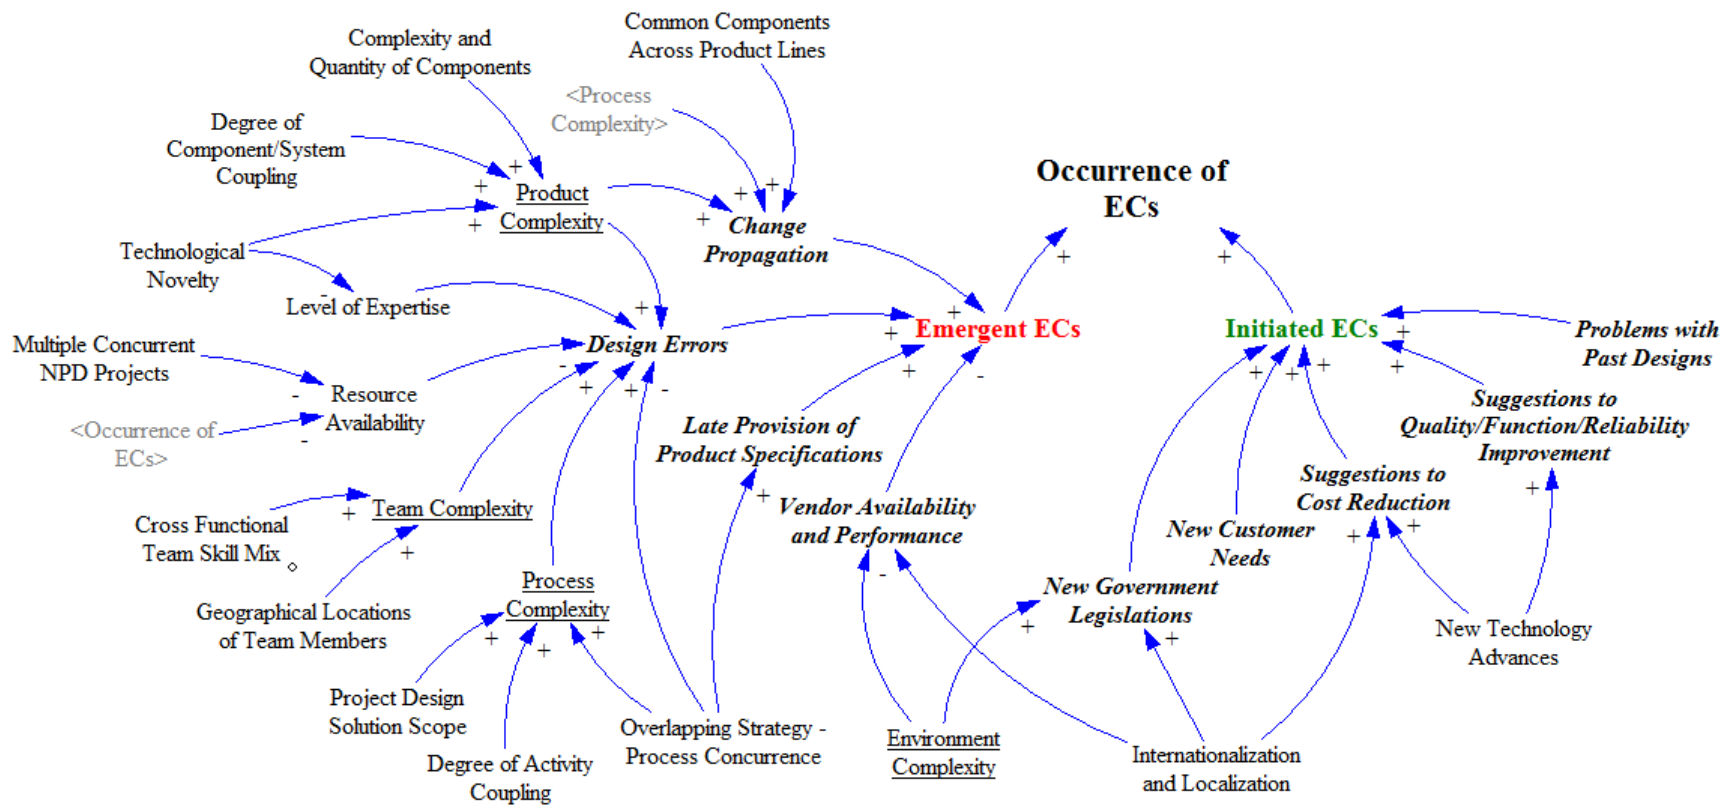 Complexity and
Quantity of Components
Common Components
Across Product Lines
<Process
Complexity>
Degree of
Component/System
Coupling
Product
Complexity
Change
Propagation
Occurrence of
ECs
Technological
Novelty
Level of Expertise
Design Errors
Emergent ECs
Initiated ECs
Problems with
Past Designs
Multiple Concurrent
NPD Projects
Resource
Availability
<Occurrence of
ECs>
Late Provision of
Product Specifications
Suggestions to
Quality/Function/Reliability
Improvement
Suggestions to
Cost Reduction
Team Complexity
Cross Functional
Team Skill Mix
Vendor Availability
and Performance
New Customer
Needs
Process
Complexity
New Government
Legislations
Geographical Locations
of Team Members
New Technology
Advances
Project Design
Solution Scope
Overlapping Strategy -
Process Concurrence
Environment
Complexity
Internationalization
and Localization
Degree of Activity
Coupling
+
+
+
+
+
+
+
+
+
-
+
+
+
+
-
-
-
+
+
-
+
-
+
+
+
+
+
+
+
+
+
+
+
+
-
+
+
+
+
+